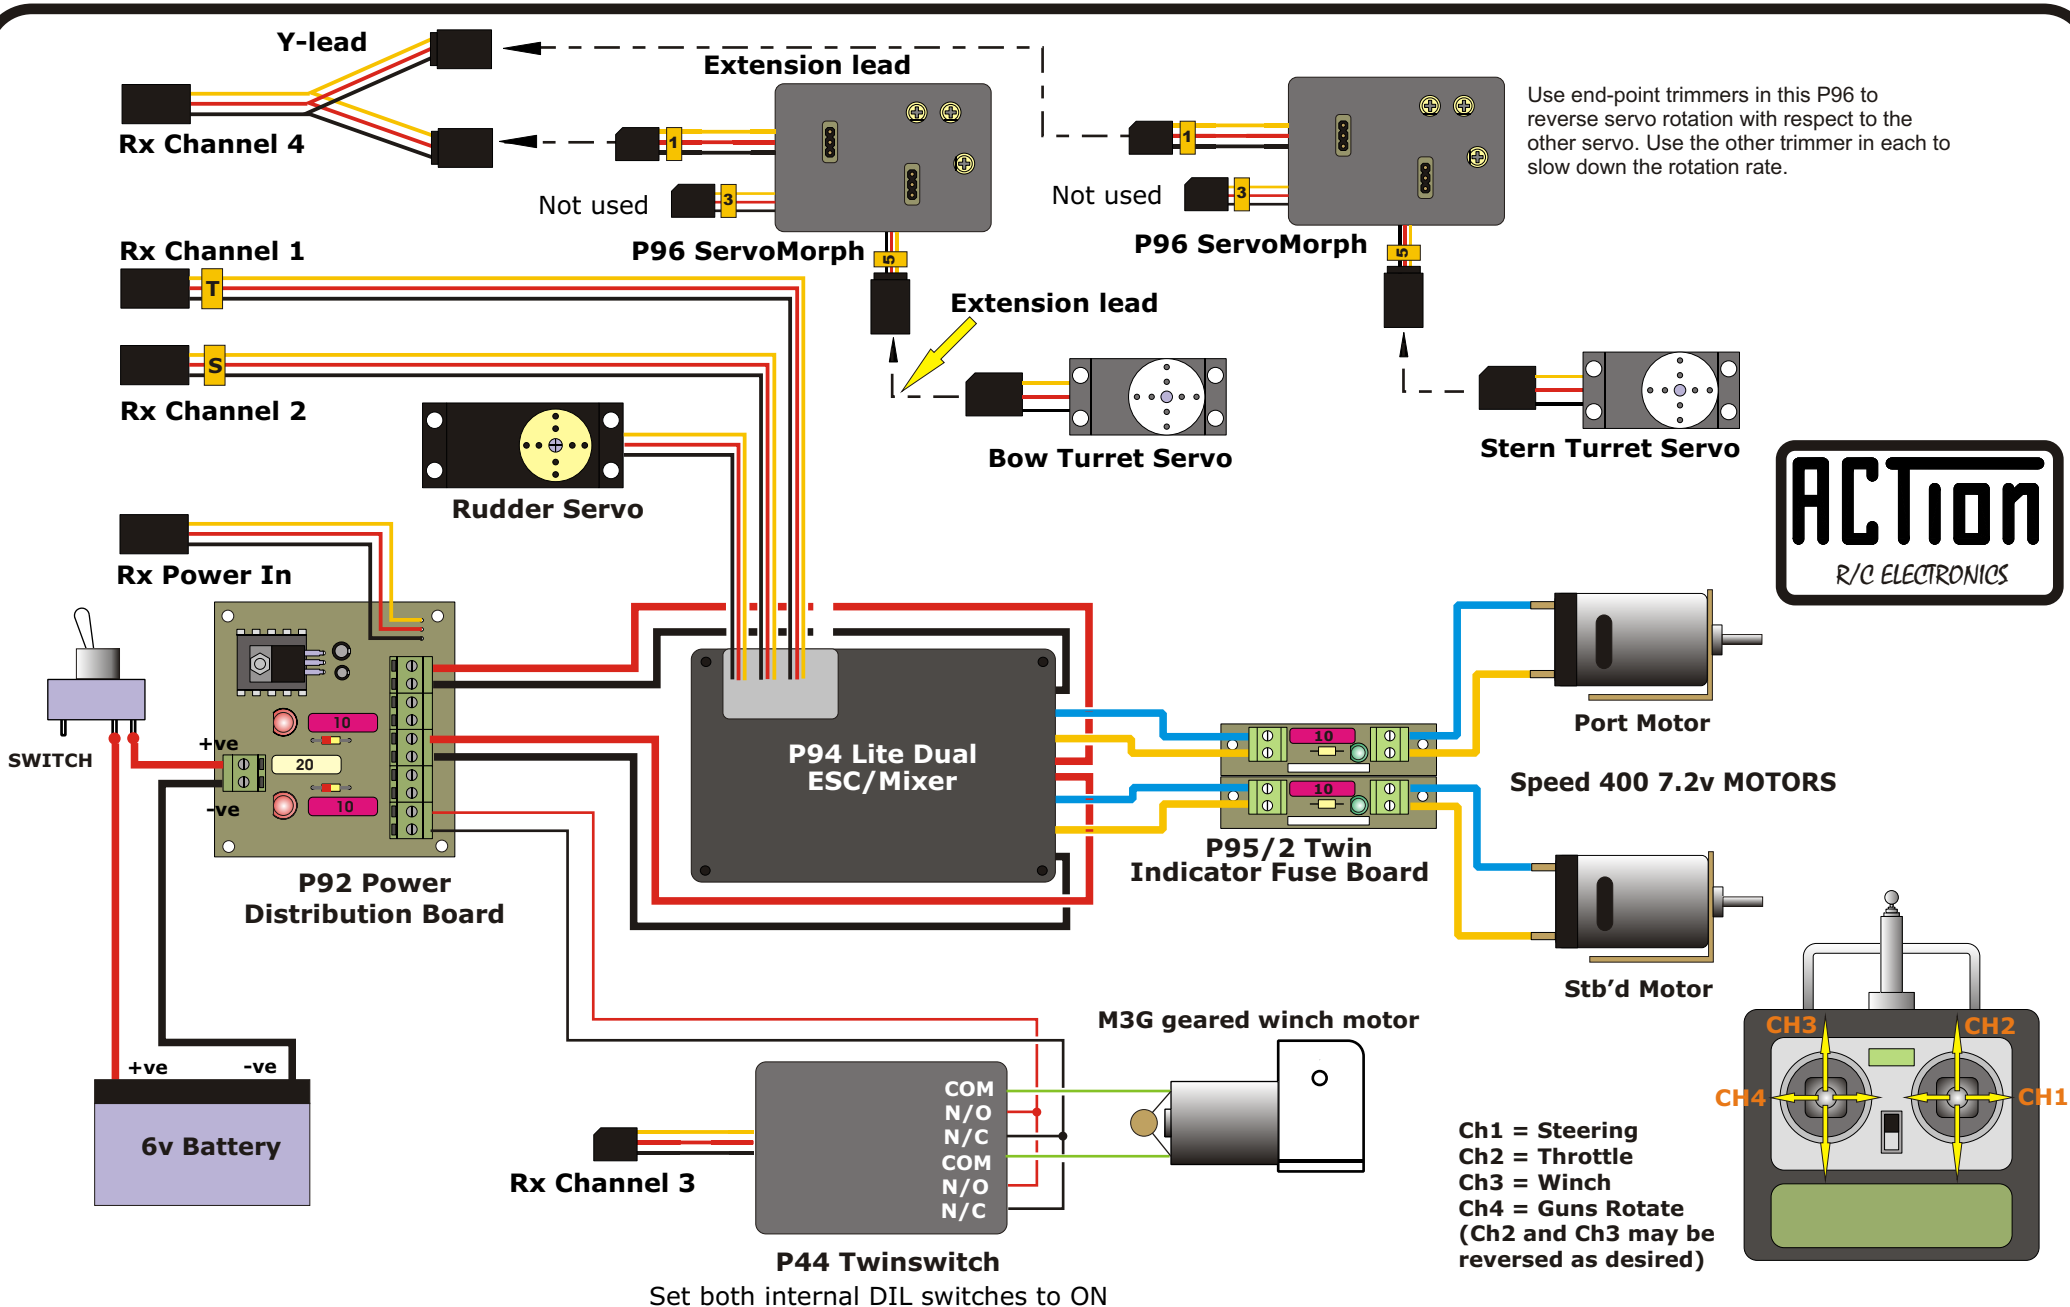 Y-lead
Extension lead
Rx Channel 4
1
Not used
3
P96 ServoMorph
5
1
Not used
3
P96 ServoMorph
5
Use end-point trimmers in this P96 to
reverse servo rotation with respect to the
other servo. Use the other trimmer in each to
slow down the rotation rate.
Rx Channel 1
T
Extension lead
S
Rx Channel 2
Rudder Servo
Bow Turret Servo
Stern Turret Servo
ACTion
R/C ELECTRONICS
Rx Power In
SWITCH
+ve
-ve
10
20
10
P92 Power
Distribution Board
P94 Lite Dual
ESC/Mixer
10
10
P95/2 Twin
Indicator Fuse Board
Port Motor
Speed 400 7.2v MOTORS
Stb'd Motor
+ve
-ve
6v Battery
M3G geared winch motor
COM
N/O
N/C
COM
N/O
N/C
Rx Channel 3
P44 Twinswitch
Set both internal DIL switches to ON
CH3
CH2
CH4
CH1
Ch1 = Steering
Ch2 = Throttle
Ch3 = Winch
Ch4 = Guns Rotate
(Ch2 and Ch3 may be
reversed as desired)